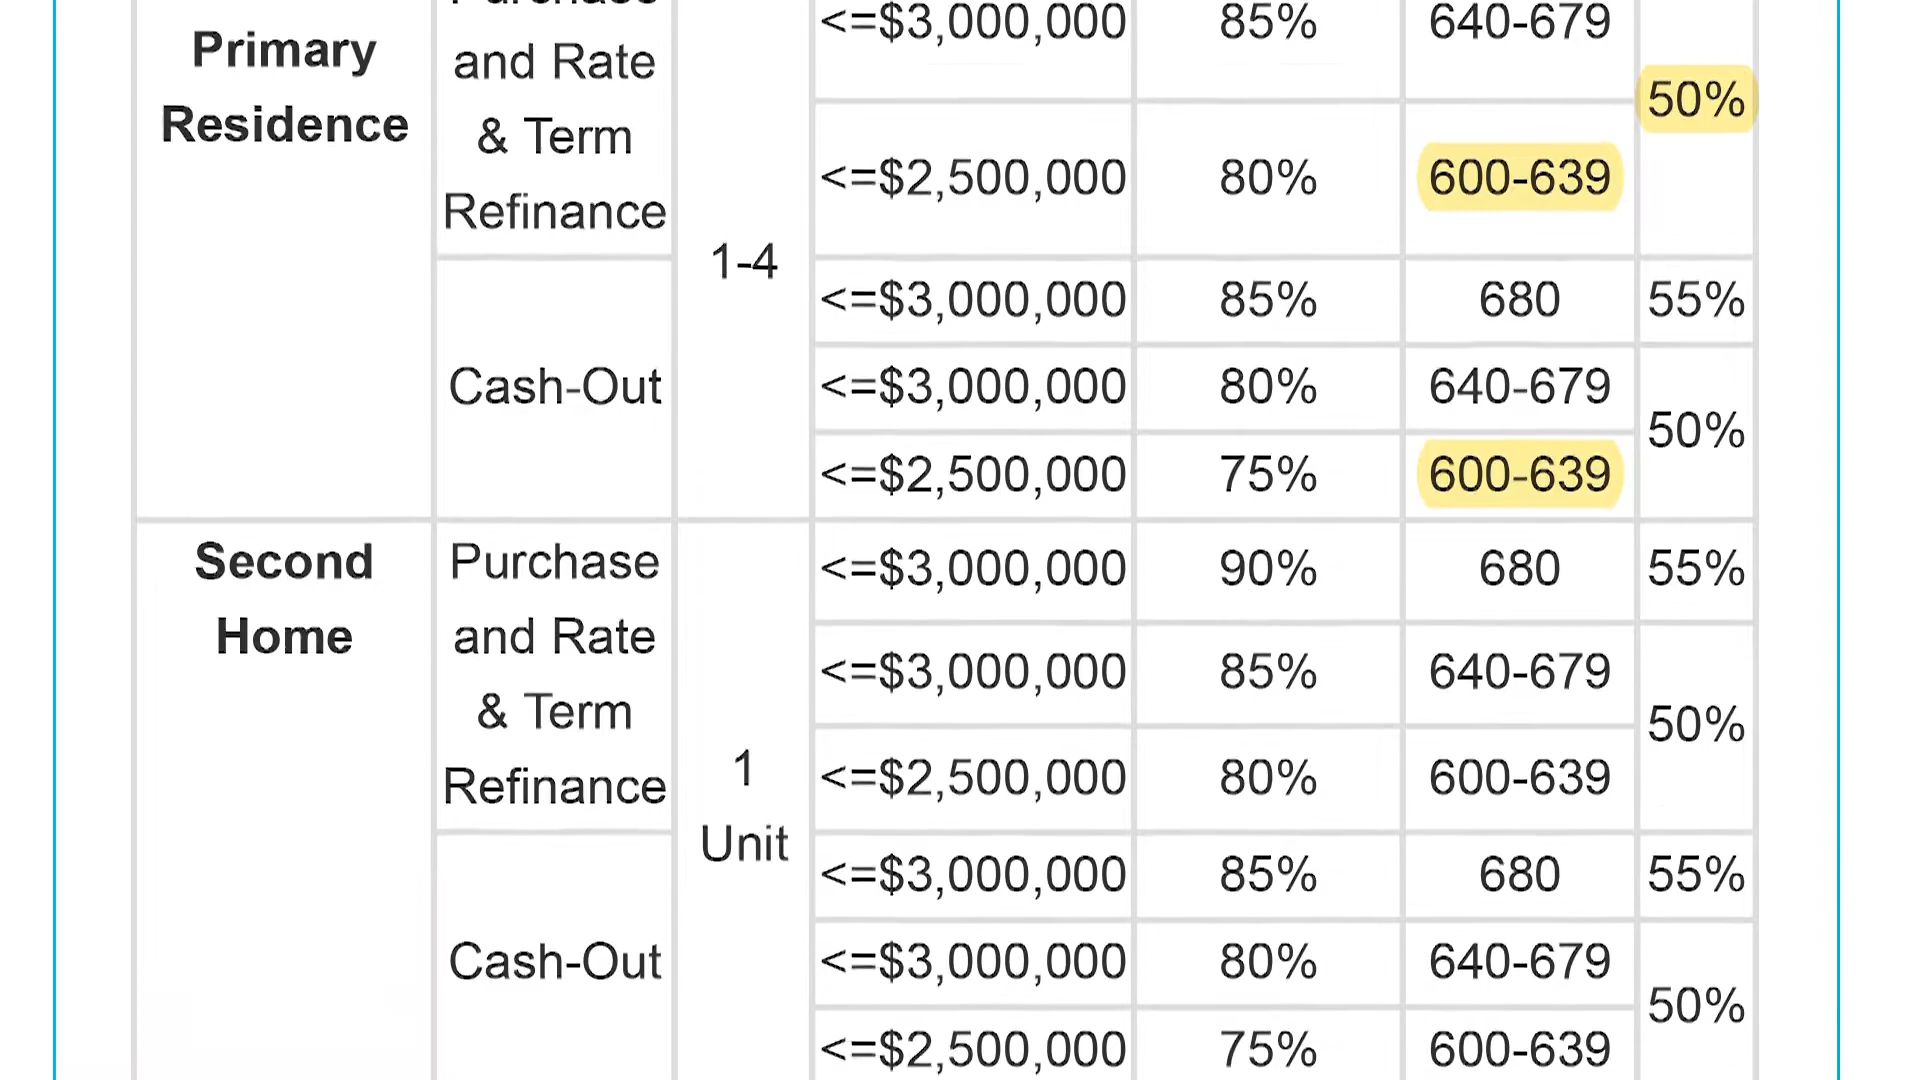 Purchase
<=$3,000,000 85% 640-679
Primary
Residence
and Rate
& Term
Refinance
50%
<=$2,500,000 80% 600-639
1-4
<=$3,000,000 85% 680 55%
Cash-Out
<=$3,000,000 80% 640-679
50%
<=$2,500,000 75% 600-639
Second
Home
Purchase
and Rate
& Term
Refinance
1
Unit
<=$3,000,000 90% 680 55%
<=$3,000,000 85% 640-679
50%
<=$2,500,000 80% 600-639
<=$3,000,000 85% 680 55%
Cash-Out
<=$3,000,000 80% 640-679
50%
<=$2,500,000 75% 600-639